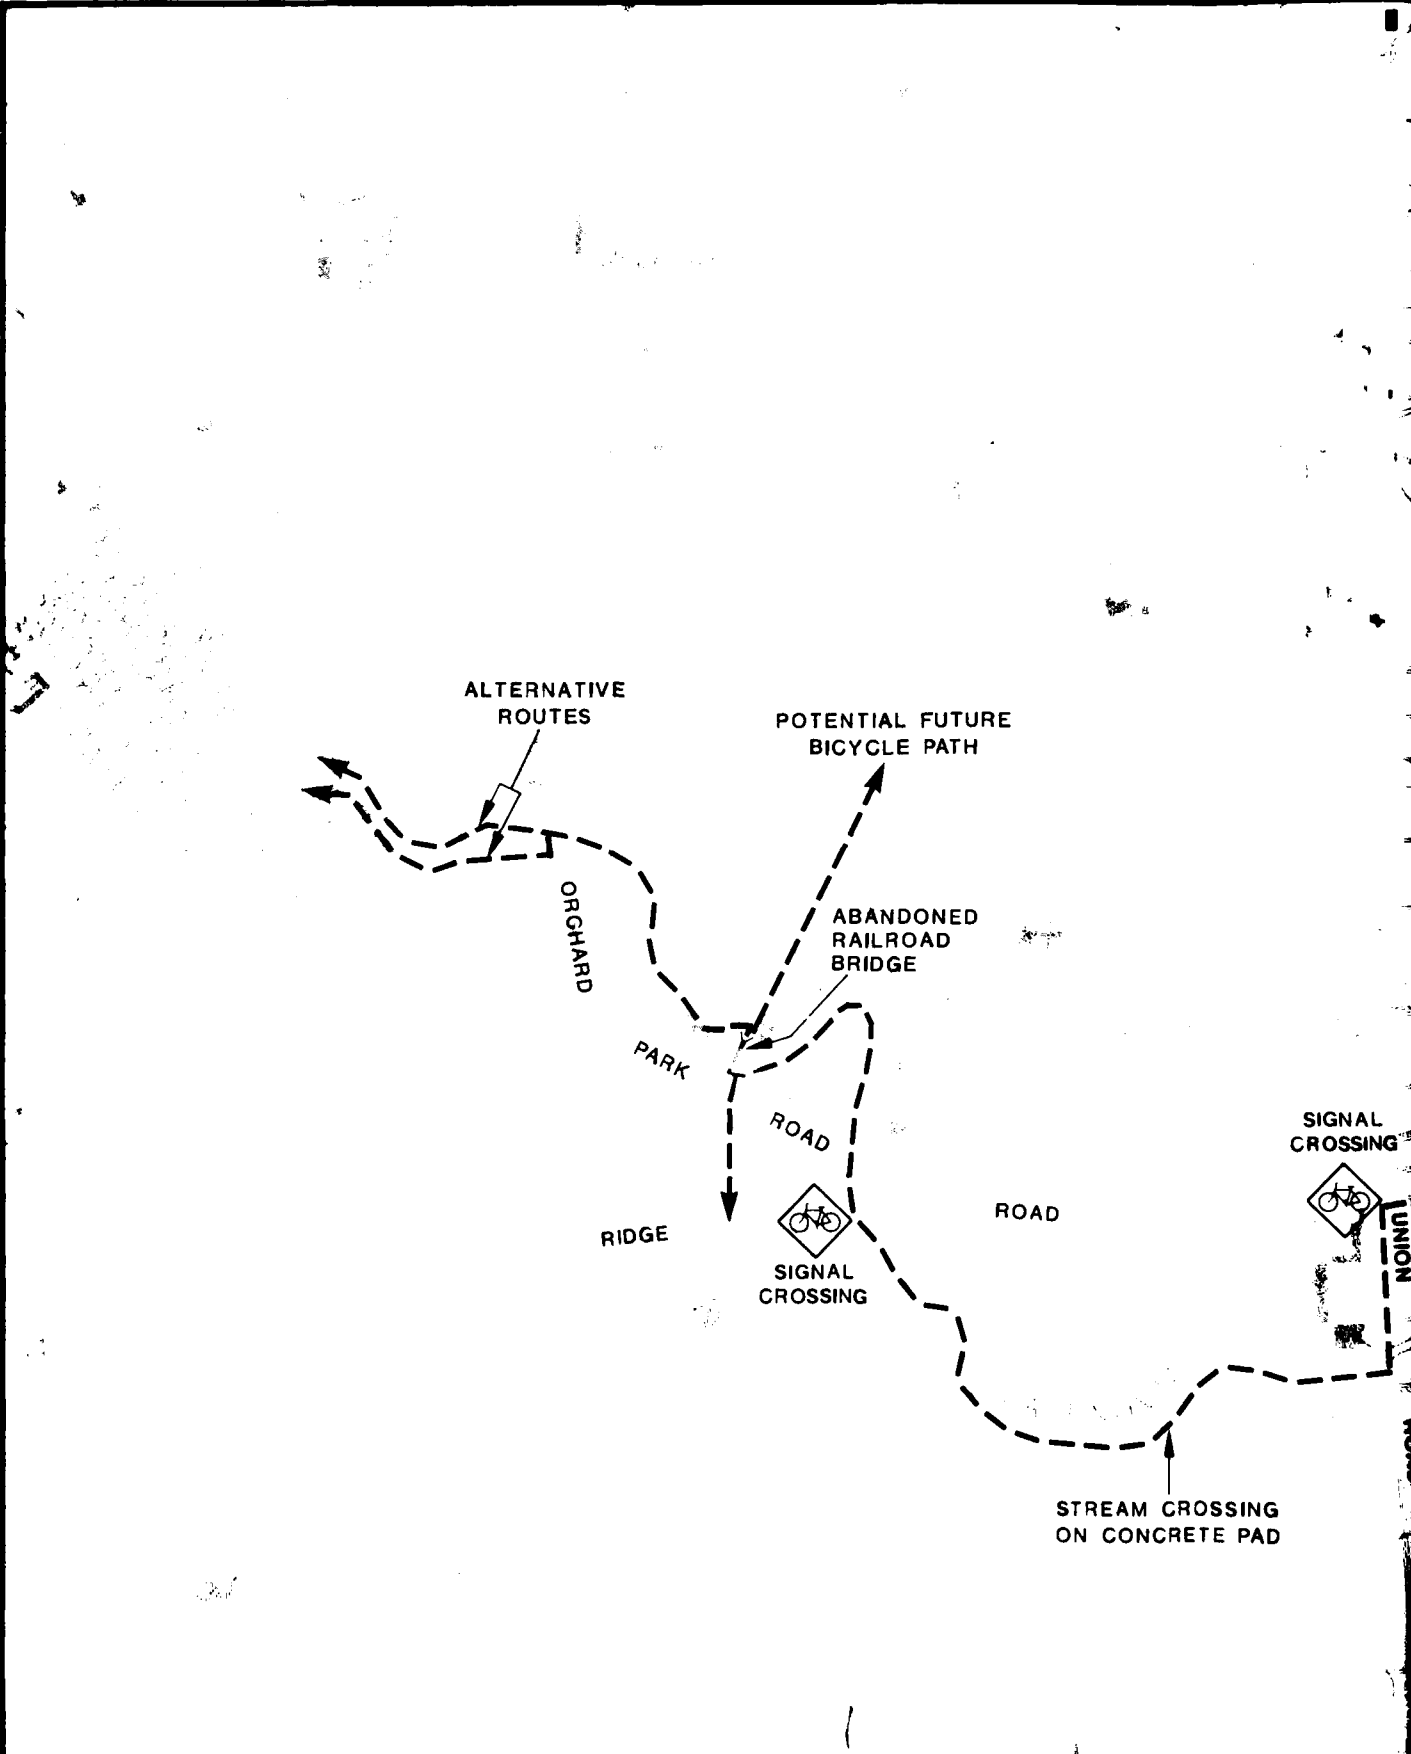 ALTERNATIVE
ROUTES
POTENTIAL FUTURE
BICYCLE PATH
ORGHARD
ABANDONED
RAILROAD
BRIDGE
PARK
ROAD
SIGNAL
CROSSING
ROAD
RIDGE
UNION
SIGNAL
CROSSING
STREAM CROSSING
ON CONCRETE PAD